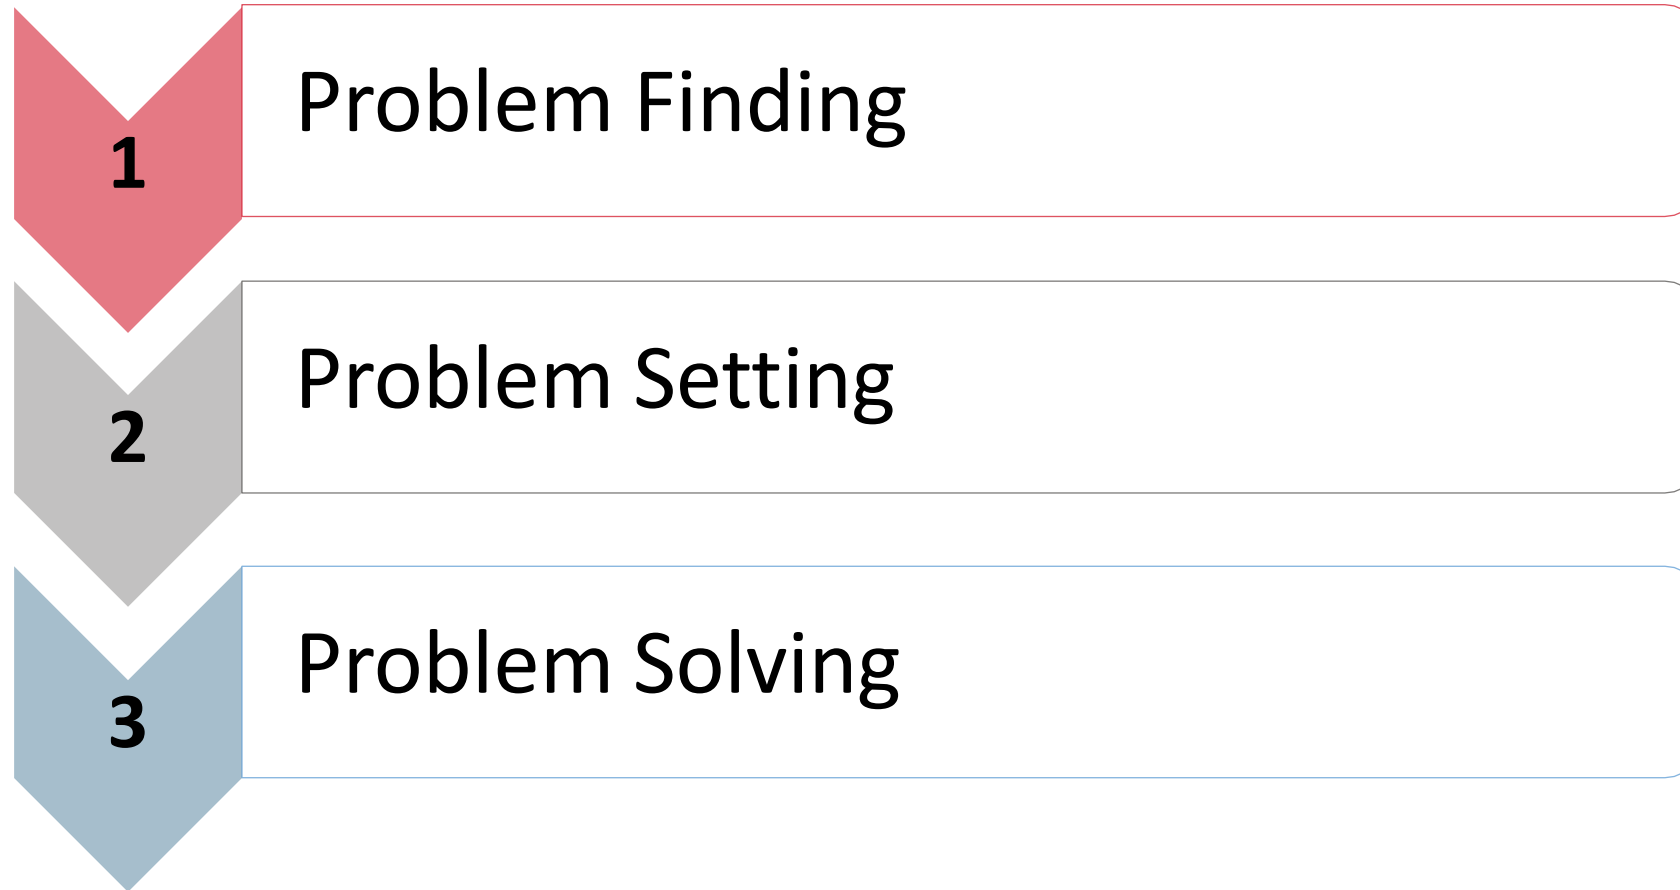 1
Problem Finding
2
Problem Setting
3
Problem Solving